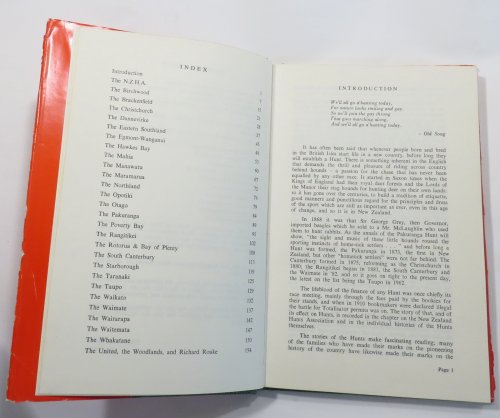 INDEX
Introduction
The N.Z.H.A.
The Birchwood
The Brackenfield
The Christchurch
The Dannevirke
The Eastern Southland
The Egmont-Wanganui
The Hawkes Bay
The Mahia
The Manawatu
The Maramarua
The Northland
The Opotiki
The Otago
The Pakuranga
The Poverty Bay
The Rangitikei
The Rotorua & Bay of Plenty
The South Canterbury
The Starborough
The Taranaki
The Taupo
The Waikato
The Waimate
The Wairarapa
The Waitemata
The Whakatane
The United, the Woodlands, and Richard Roake 154
INTRODUCTION
We'll all go a'hunting today,
For nature looks smiling and gay,
So we'll join the gay throng
That goes marching along,
And we'll all go a'hunting today.
– Old Song
It has often been said that wherever people born and bred in
the British Isles start life in a new country, before long they
will establish a Hunt. There is something inherent in the English
that demands the thrill and pleasure of riding across country
behind hounds – a passion for the chase that has never been
equalled by any other race. It started in Saxon times when the
Kings of England had their royal deer forests and the Lords of
the Manor their stag hounds for hunting deer on their own lands,
so it has gone over the centuries, to build a tradition of etiquette,
good manners and punctilious regard for the principles and dress
of the sport which are still as important as ever, even in this age
of change, and so it is in New Zealand.
In 1868 it was that Sir George Grey, then Governor,
imported beagles which he sold to a Mr. McLaughlin who used
them to hunt rabbits. As the annals of the Pakuranga Hunt will
show, "the sight and music of these little hounds roused the
sporting instincts of home-sick settlers . . . ." and before long a
Hunt was formed, the Pakuranga, in 1873, the first in New
Zealand, but other "homesick settlers" were not far behind. The
Canterbury formed in 1875, reforming as the Christchurch in
1880, the Rangitikei began in 1881, the South Canterbury and
the Waimate in '82, and so it goes on right to the present day,
the latest on the list being the Taupo in 1962.
The lifeblood of the finance of any Hunt was once chiefly its
race meeting, mainly through the fees paid by the bookies for
their stands, and when in 1910 bookmakers were declared illegal
the battle for Totalisator permits was on. The story of that, and of
its effect on Hunts, is recorded in the chapter on the New Zealand
Hunts Association and in the individual histories of the Hunts
themselves.
The stories of the Hunts make fascinating reading; many
of the families who have made their marks on the pioneering
history of the country have likewise made their marks on the
Page 1